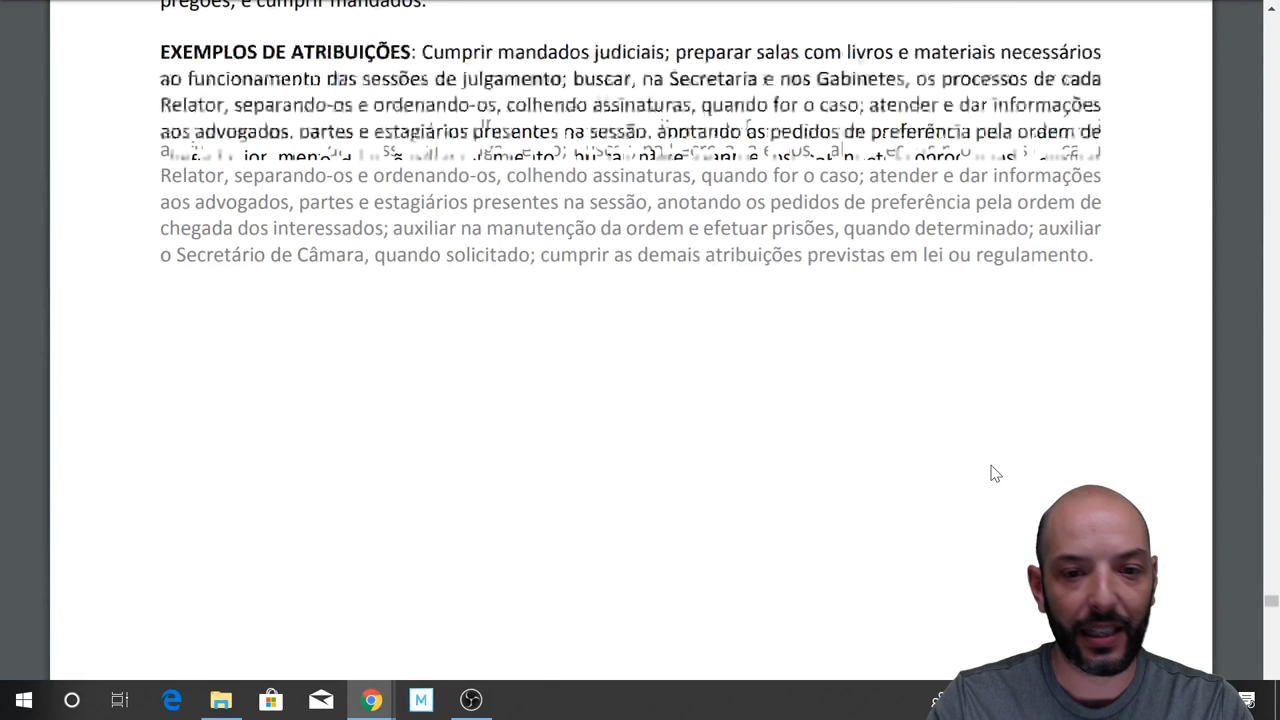 pregões, e cumprir mandados.
EXEMPLOS DE ATRIBUIÇÕES: Cumprir mandados judiciais; preparar salas com livros e materiais necessários
ao funcionamento das sessões de julgamento; buscar, na Secretaria e nos Gabinetes, os processos de cada
Relator, separando-os e ordenando-os, colhendo assinaturas, quando for o caso; atender e dar informações
aos advogados, partes e estagiários presentes na sessão, anotando os pedidos de preferência pela ordem de
Relator, separando-os e ordenando-os, colhendo assinaturas, quando for o caso; atender e dar informações
aos advogados, partes e estagiários presentes na sessão, anotando os pedidos de preferência pela ordem de
chegada dos interessados; auxiliar na manutenção da ordem e efetuar prisões, quando determinado; auxiliar
o Secretário de Câmara, quando solicitado; cumprir as demais atribuições previstas em lei ou regulamento.
M